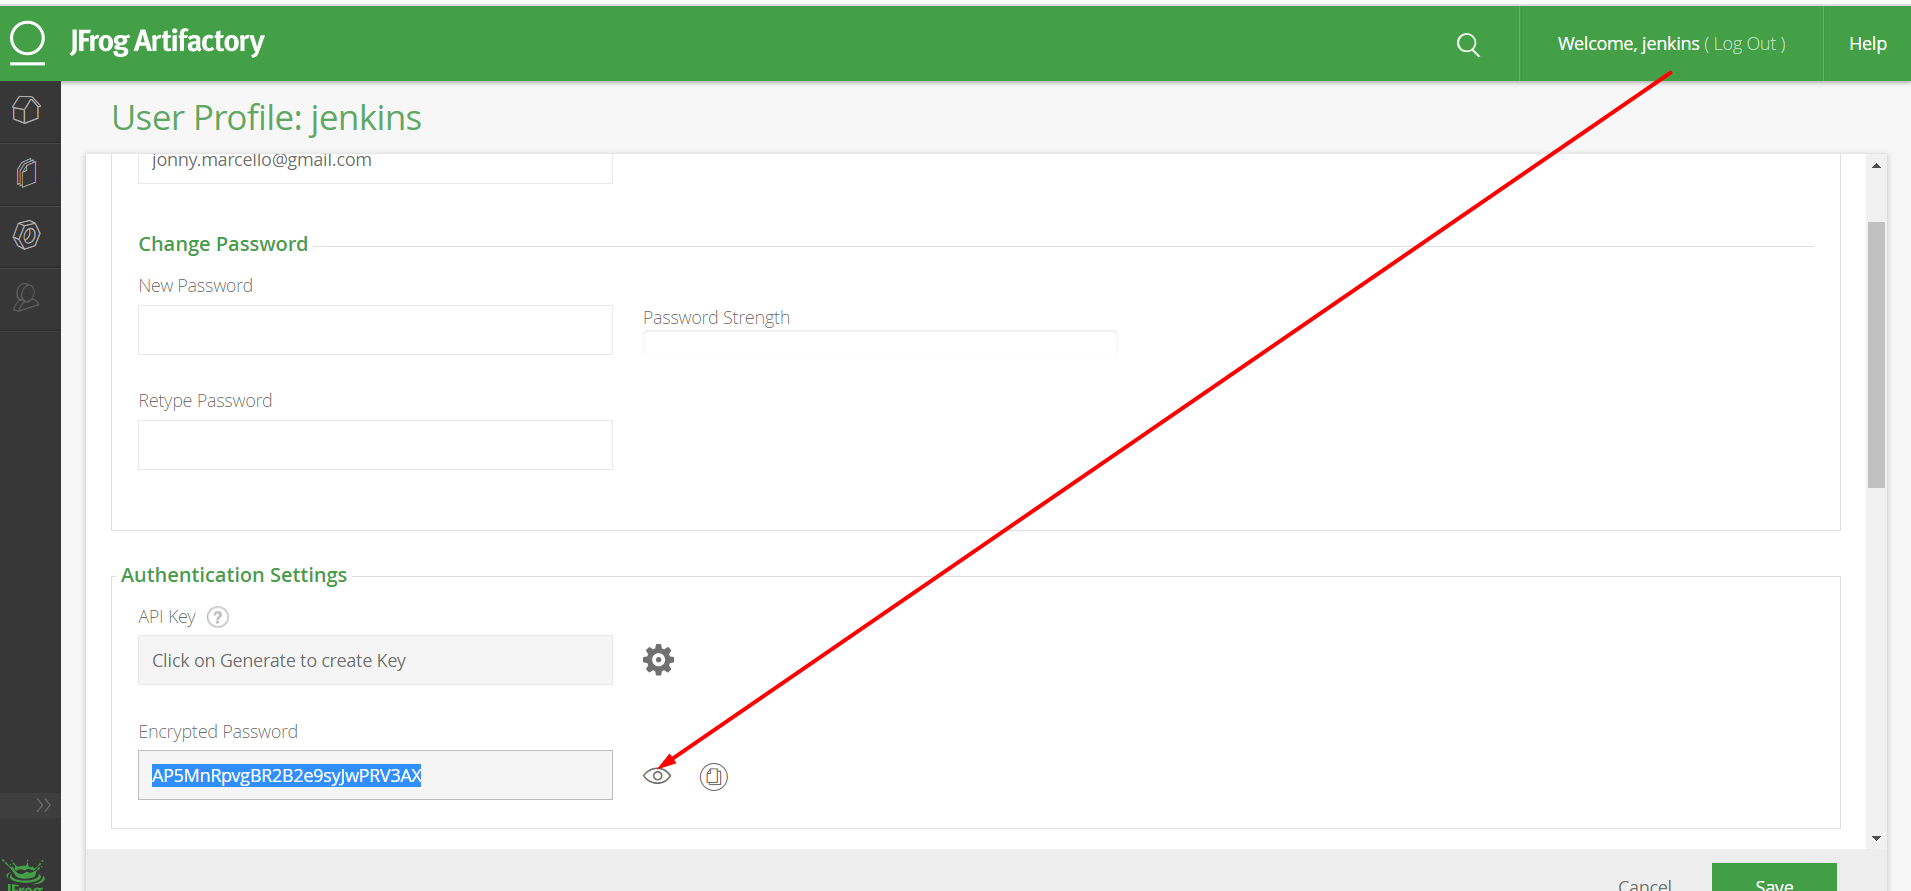 JFrog Artifactory
Welcome, jenkins ( Log Out )
Help
User Profile: jenkins
jonny.marcello@gmail.com
Change Password
New Password
Password Strength
Retype Password
Authentication Settings
API Key ?
Click on Generate to create Key
Encrypted Password
AP5MnRpvgBR2B2e9syJwPRV3AX
JFrog
Cancel
Save